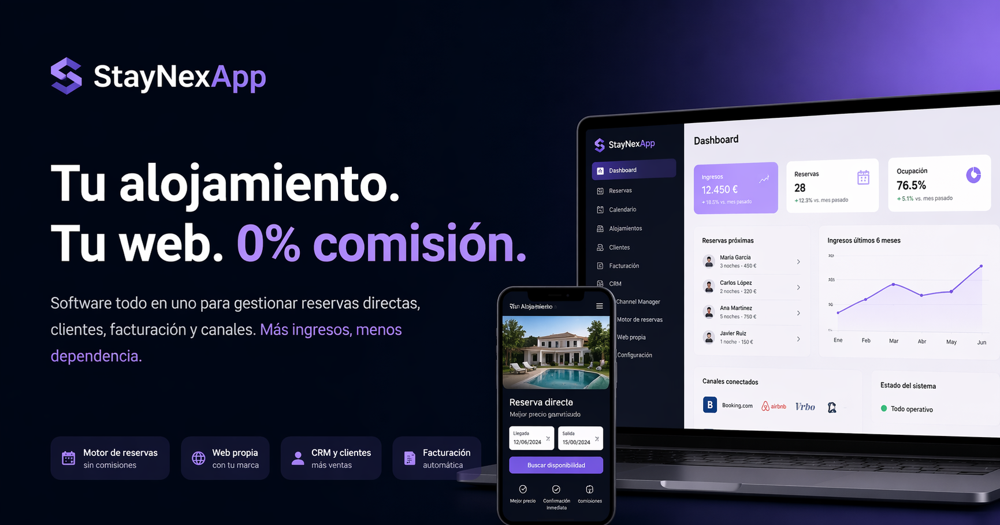 StayNexApp
Tu alojamiento.
Tu web. 0% comisión.
Software todo en uno para gestionar reservas directas,
clientes, facturación y canales. Más ingresos, menos
dependencia.
Motor de reservas
sin comisiones
Web propia
con tu marca
CRM y clientes
más ventas
Facturación
automática
Alojamiento
Reserva directa
Mejor precio
Llegada
12/06/2024
Salida
15/00/2024
Buscar disponibilidad
Mejor precio
Confirmación
inmediata
comisiones
StayNexApp
Dashboard
Reservas
Calendario
Alojamientos
Clientes
Facturación
CRM
Channel Manager
Motor de reservas
Web propia
Configuración
Dashboard
Ingresos
12.450 €
+ 18.5% vs. mes pasado
Reservas
28
+12.3% vs. mes pasado
Ocupación
76.5%
+5.1% vs. mes pasado
Reservas próximas
María García
3 noches · 450 €
Carlos López
2 noches · 320 €
Ana Martínez
5 noches · 750 €
Javier Ruiz
1 noche · 150 €
Ingresos últimos 6 meses
Ene
Feb
Mar
Abr
May
Jun
Canales conectados
B
Booking.com
airbnb
Vrbo
Estado del sistema
Todo operativo